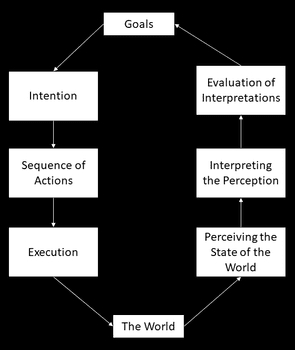 Goals
Intention
Sequence of
Actions
Execution
The World
Perceiving the
State of the
World
Interpreting
the Perception
Evaluation of
Interpretations